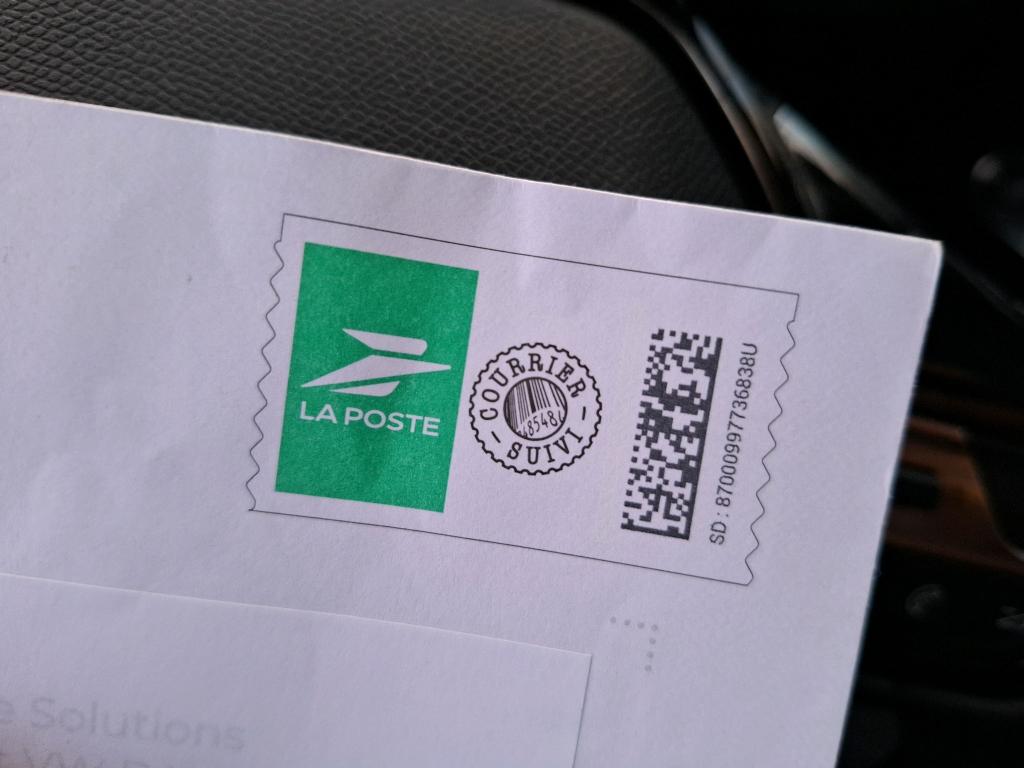 LA POSTE
COURRIER
48548
- SUIVI -
SD : 87000997736838U
e Solutions